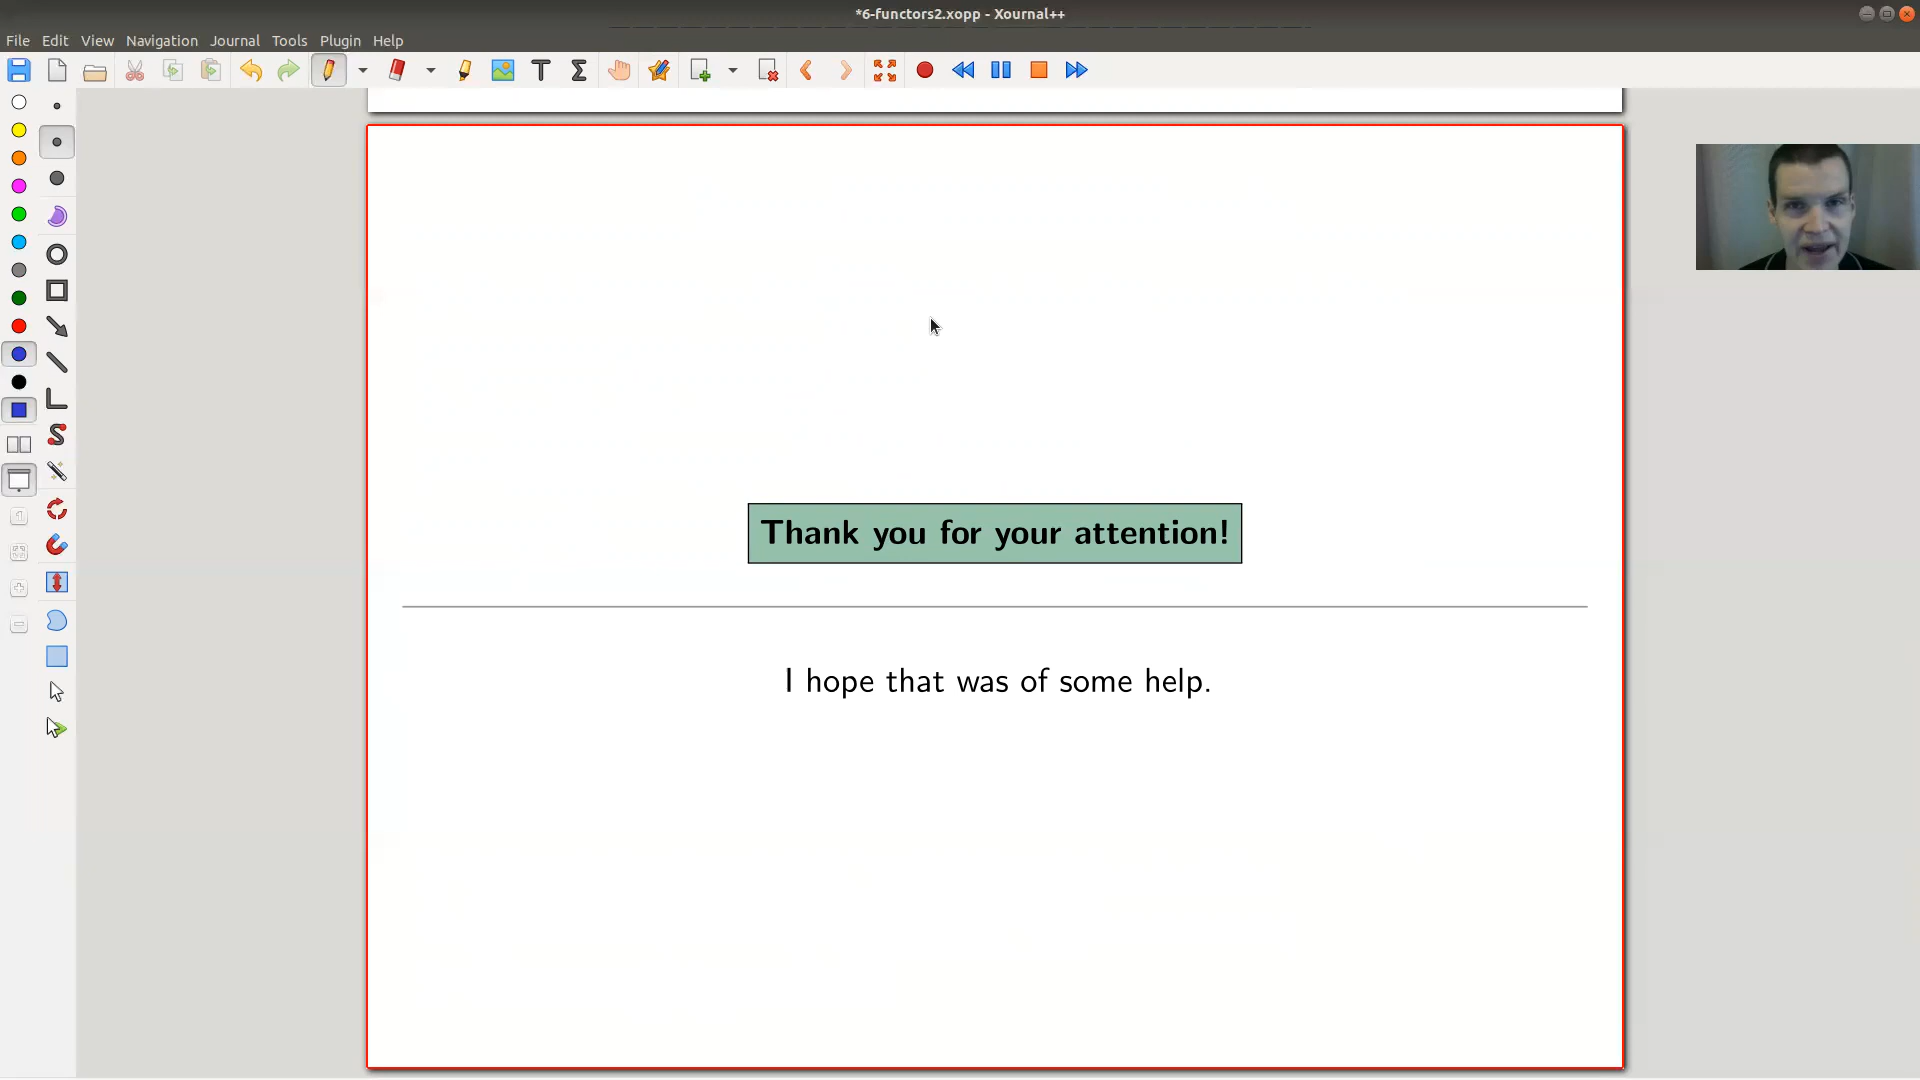 *6-functors2.xopp - Xournal++
File Edit View Navigation Journal Tools Plugin Help
Thank you for your attention!
I hope that was of some help.